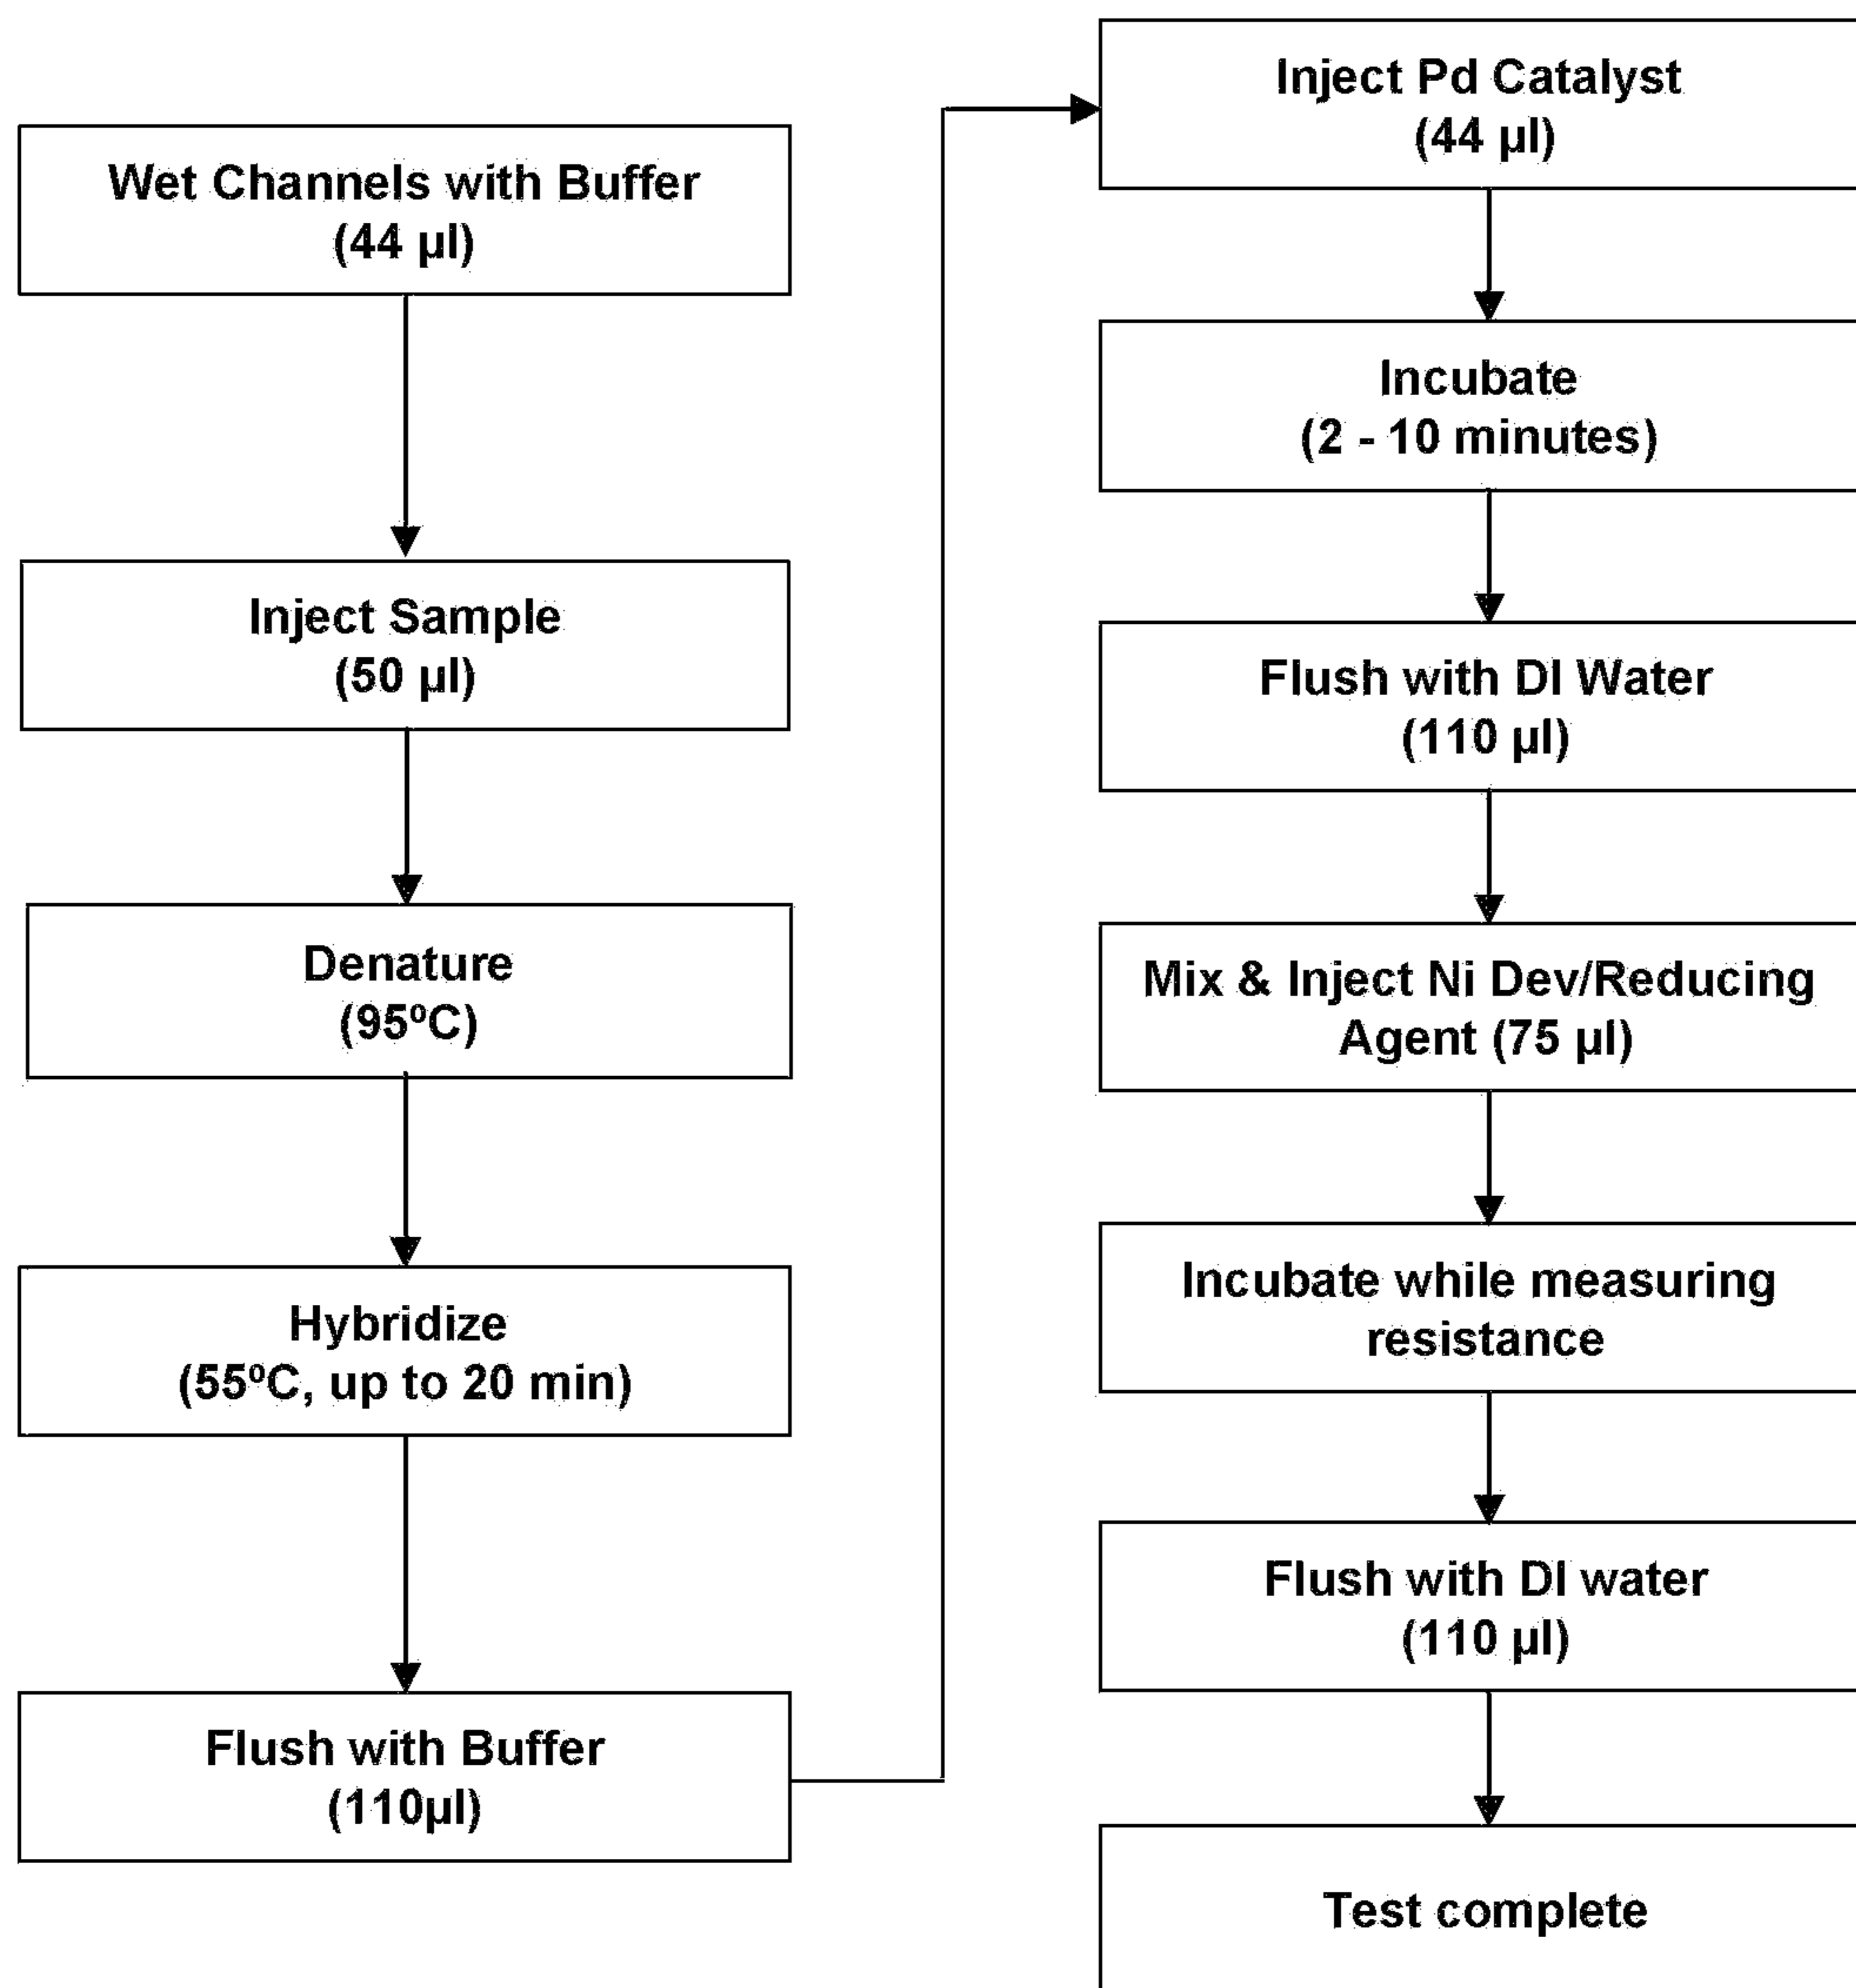 Wet Channels with Buffer
(44 µl)
Inject Sample
(50 µl)
Denature
(95ºC)
Hybridize
(55ºC, up to 20 min)
Flush with Buffer
(110µl)
Inject Pd Catalyst
(44 µl)
Incubate
(2 - 10 minutes)
Flush with DI Water
(110 µl)
Mix & Inject Ni Dev/Reducing
Agent (75 µl)
Incubate while measuring
resistance
Flush with DI water
(110 µl)
Test complete